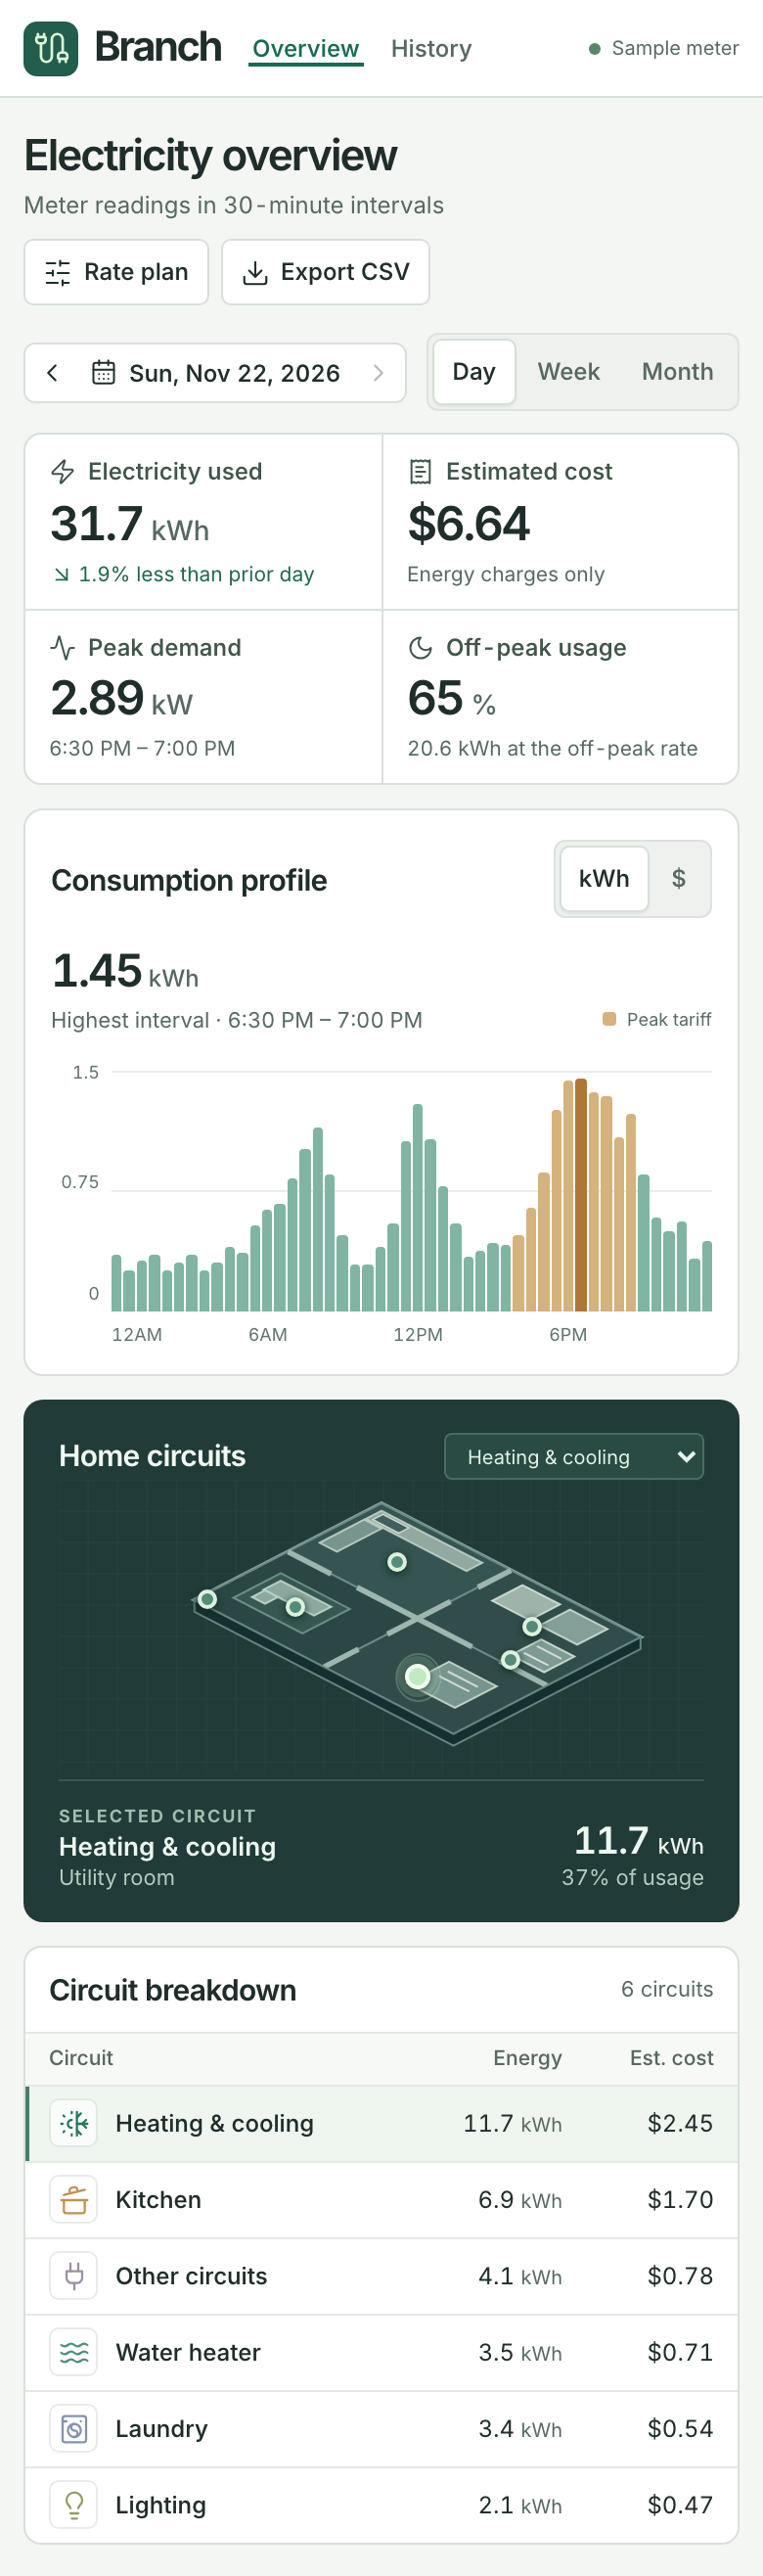 Branch
Overview
History
Sample meter
Electricity overview
Meter readings in 30-minute intervals
Rate plan
Export CSV
Sun, Nov 22, 2026
Day
Week
Month
Electricity used
31.7 kWh
1.9% less than prior day
Estimated cost
$6.64
Energy charges only
Peak demand
2.89 kW
6:30 PM – 7:00 PM
Off-peak usage
65 %
20.6 kWh at the off-peak rate
Consumption profile
kWh
$
1.45 kWh
Highest interval · 6:30 PM – 7:00 PM
Peak tariff
1.5
0.75
0
12AM
6AM
12PM
6PM
Home circuits
Heating & cooling
SELECTED CIRCUIT
Heating & cooling
Utility room
11.7 kWh
37% of usage
Circuit breakdown
6 circuits
Circuit Energy Est. cost
Heating & cooling 11.7 kWh $2.45
Kitchen 6.9 kWh $1.70
Other circuits 4.1 kWh $0.78
Water heater 3.5 kWh $0.71
Laundry 3.4 kWh $0.54
Lighting 2.1 kWh $0.47